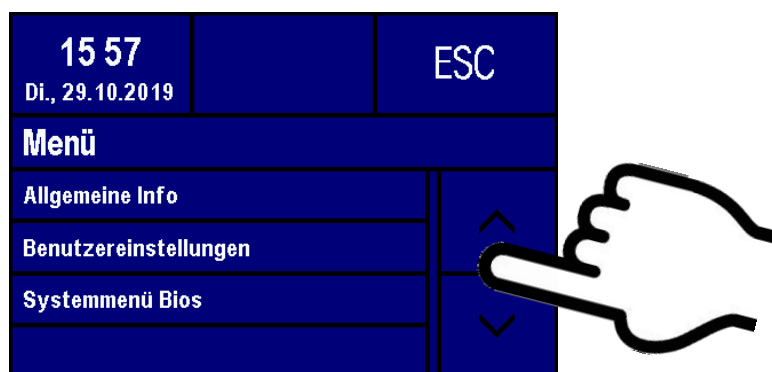 15 57
Di., 29.10.2019
ESC
Menü
Allgemeine Info
Benutzereinstellungen
Systemmenü Bios